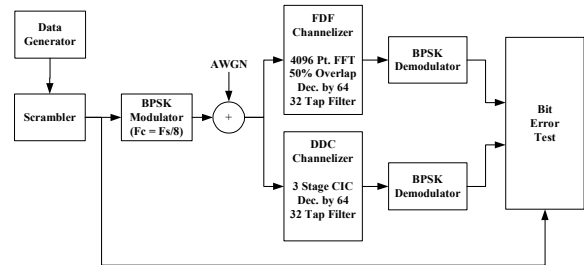 Data
Generator
Scrambler
BPSK
Modulator
(Fc = Fs/8)
AWGN
+
FDF
Channelizer
4096 Pt. FFT
50% Overlap
Dec. by 64
32 Tap Filter
DDC
Channelizer
3 Stage CIC
Dec. by 64
32 Tap Filter
BPSK
Demodulator
BPSK
Demodulator
Bit
Error
Test